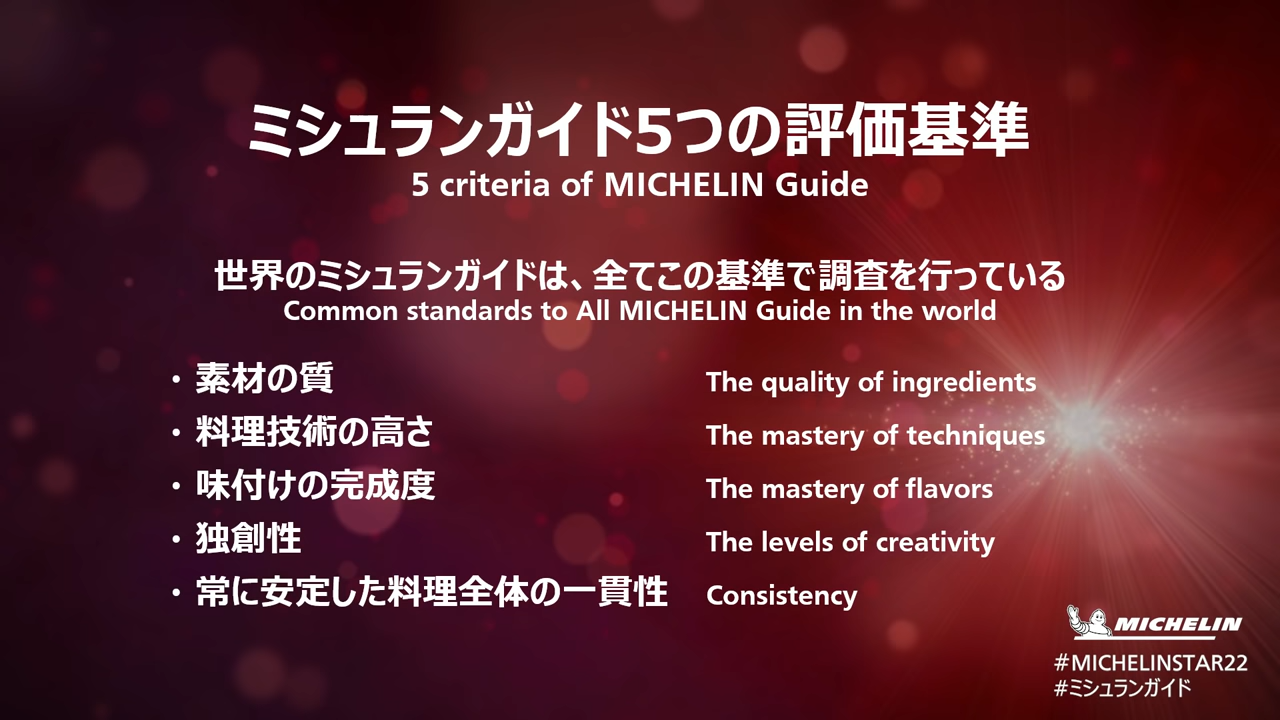 ミシュランガイド5つの評価基準
5 criteria of MICHELIN Guide
世界のミシュランガイドは、全てこの基準で調査を行っている
Common standards to All MICHELIN Guide in the world
・素材の質 The quality of ingredients
・料理技術の高さ The mastery of techniques
・味付けの完成度 The mastery of flavors
・独創性 The levels of creativity
・常に安定した料理全体の一貫性 Consistency
MICHELIN
#MICHELINSTAR22
#ミシュランガイド